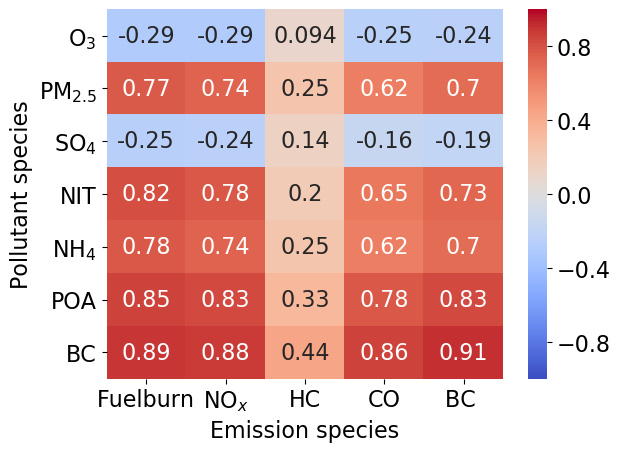 O₃ -0.29 -0.29 0.094 -0.25 -0.24
PM₂.₅ 0.77 0.74 0.25 0.62 0.7
SO₄ -0.25 -0.24 0.14 -0.16 -0.19
NIT 0.82 0.78 0.2 0.65 0.73
NH₄ 0.78 0.74 0.25 0.62 0.7
POA 0.85 0.83 0.33 0.78 0.83
BC 0.89 0.88 0.44 0.86 0.91
Fuelburn NOₓ HC CO BC
Emission species
Pollutant species
0.8
0.4
0.0
−0.4
−0.8